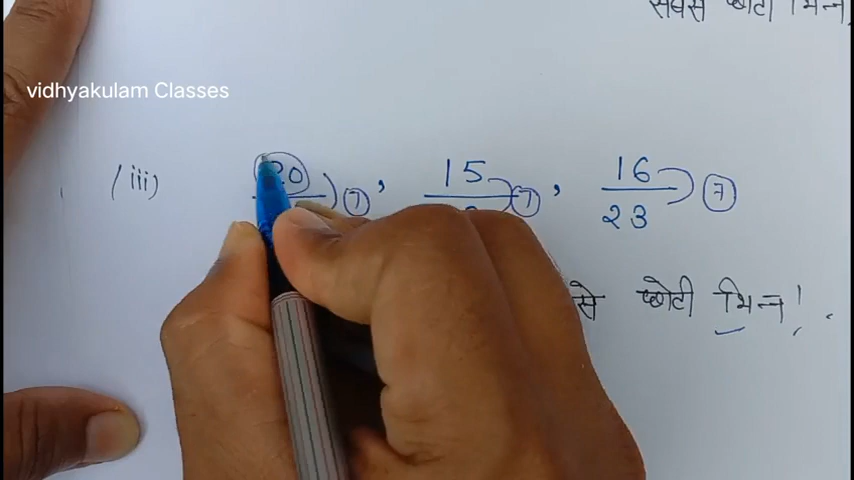 सबसे छोटी भिन्न
vidhyakulam Classes
(iii) 20 7, 15 7, 16/23 7
से छोटी भिन्न!